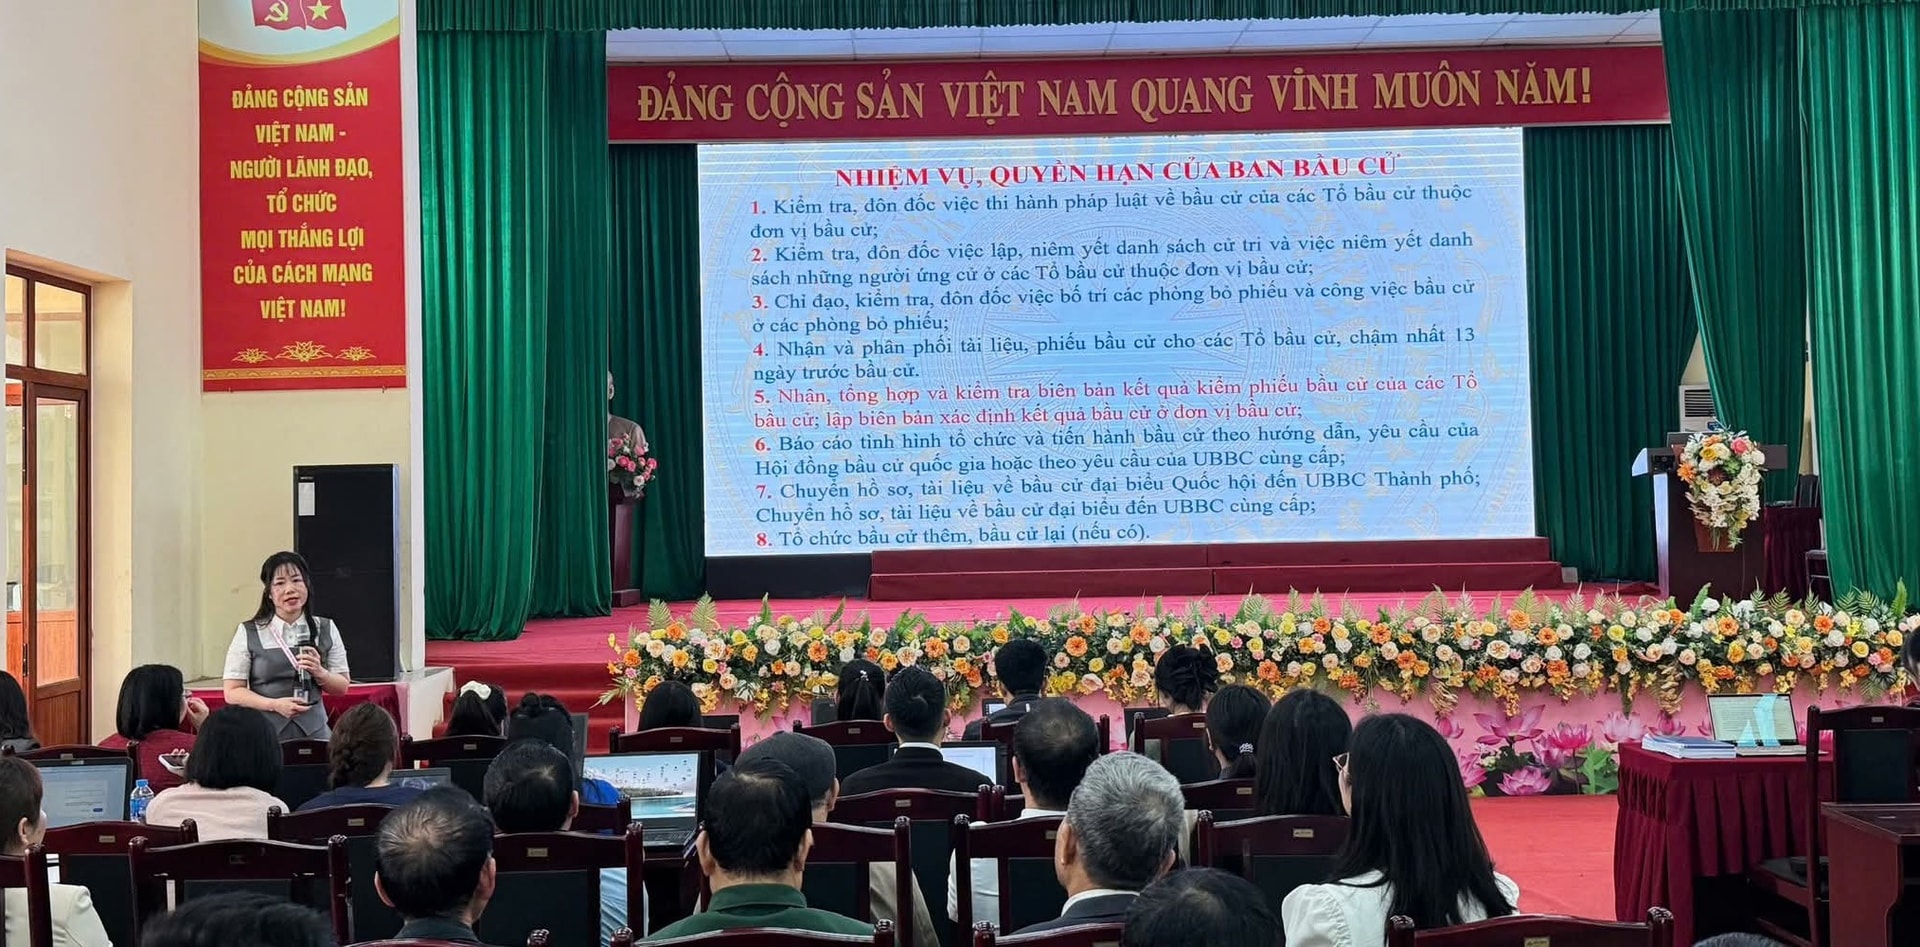 ĐẢNG CỘNG SẢN
VIỆT NAM -
NGƯỜI LÃNH ĐẠO,
TỔ CHỨC
MỌI THẮNG LỢI
CỦA CÁCH MẠNG
VIỆT NAM!
ĐẢNG CỘNG SẢN VIỆT NAM QUANG VINH MUÔN NĂM!
NHIỆM VỤ, QUYỀN HẠN CỦA BAN BẦU CỬ
1. Kiểm tra, đôn đốc việc thi hành pháp luật về bầu cử của các Tổ bầu cử thuộc
đơn vị bầu cử;
2. Kiểm tra, đôn đốc việc lập, niêm yết danh sách cử tri và việc niêm yết danh
sách những người ứng cử ở các Tổ bầu cử thuộc đơn vị bầu cử;
3. Chỉ đạo, kiểm tra, đôn đốc việc bố trí các phòng bỏ phiếu và công việc bầu cử
ở các phòng bỏ phiếu;
4. Nhận và phân phối tài liệu, phiếu bầu cử cho các Tổ bầu cử, chậm nhất 13
ngày trước bầu cử.
5. Nhận, tổng hợp và kiểm tra biên bản kết quả kiểm phiếu bầu cử của các Tổ
bầu cử; lập biên bản xác định kết quả bầu cử ở đơn vị bầu cử;
6. Báo cáo tình hình tổ chức và tiến hành bầu cử theo hướng dẫn, yêu cầu của
Hội đồng bầu cử quốc gia hoặc theo yêu cầu của UBBC cùng cấp;
7. Chuyển hồ sơ, tài liệu về bầu cử đại biểu Quốc hội đến UBBC Thành phố;
Chuyển hồ sơ, tài liệu về bầu cử đại biểu đến UBBC cùng cấp;
8. Tổ chức bầu cử thêm, bầu cử lại (nếu có).